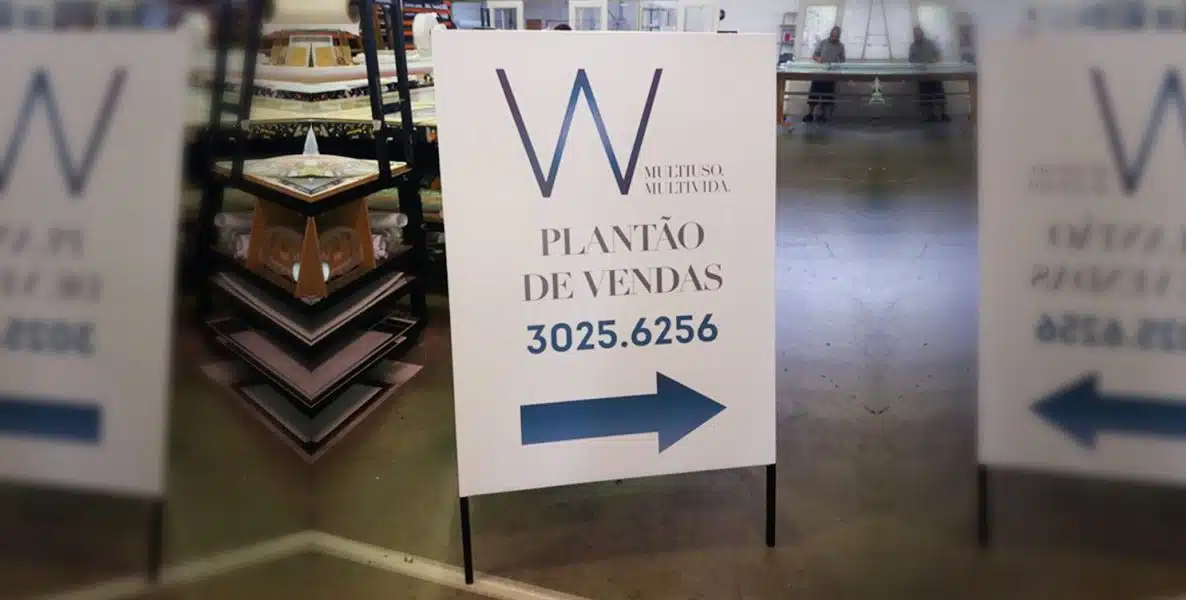 W
MULTIUSO,
MULTIVIDA.
PLANTÃO
DE VENDAS
3025.6256